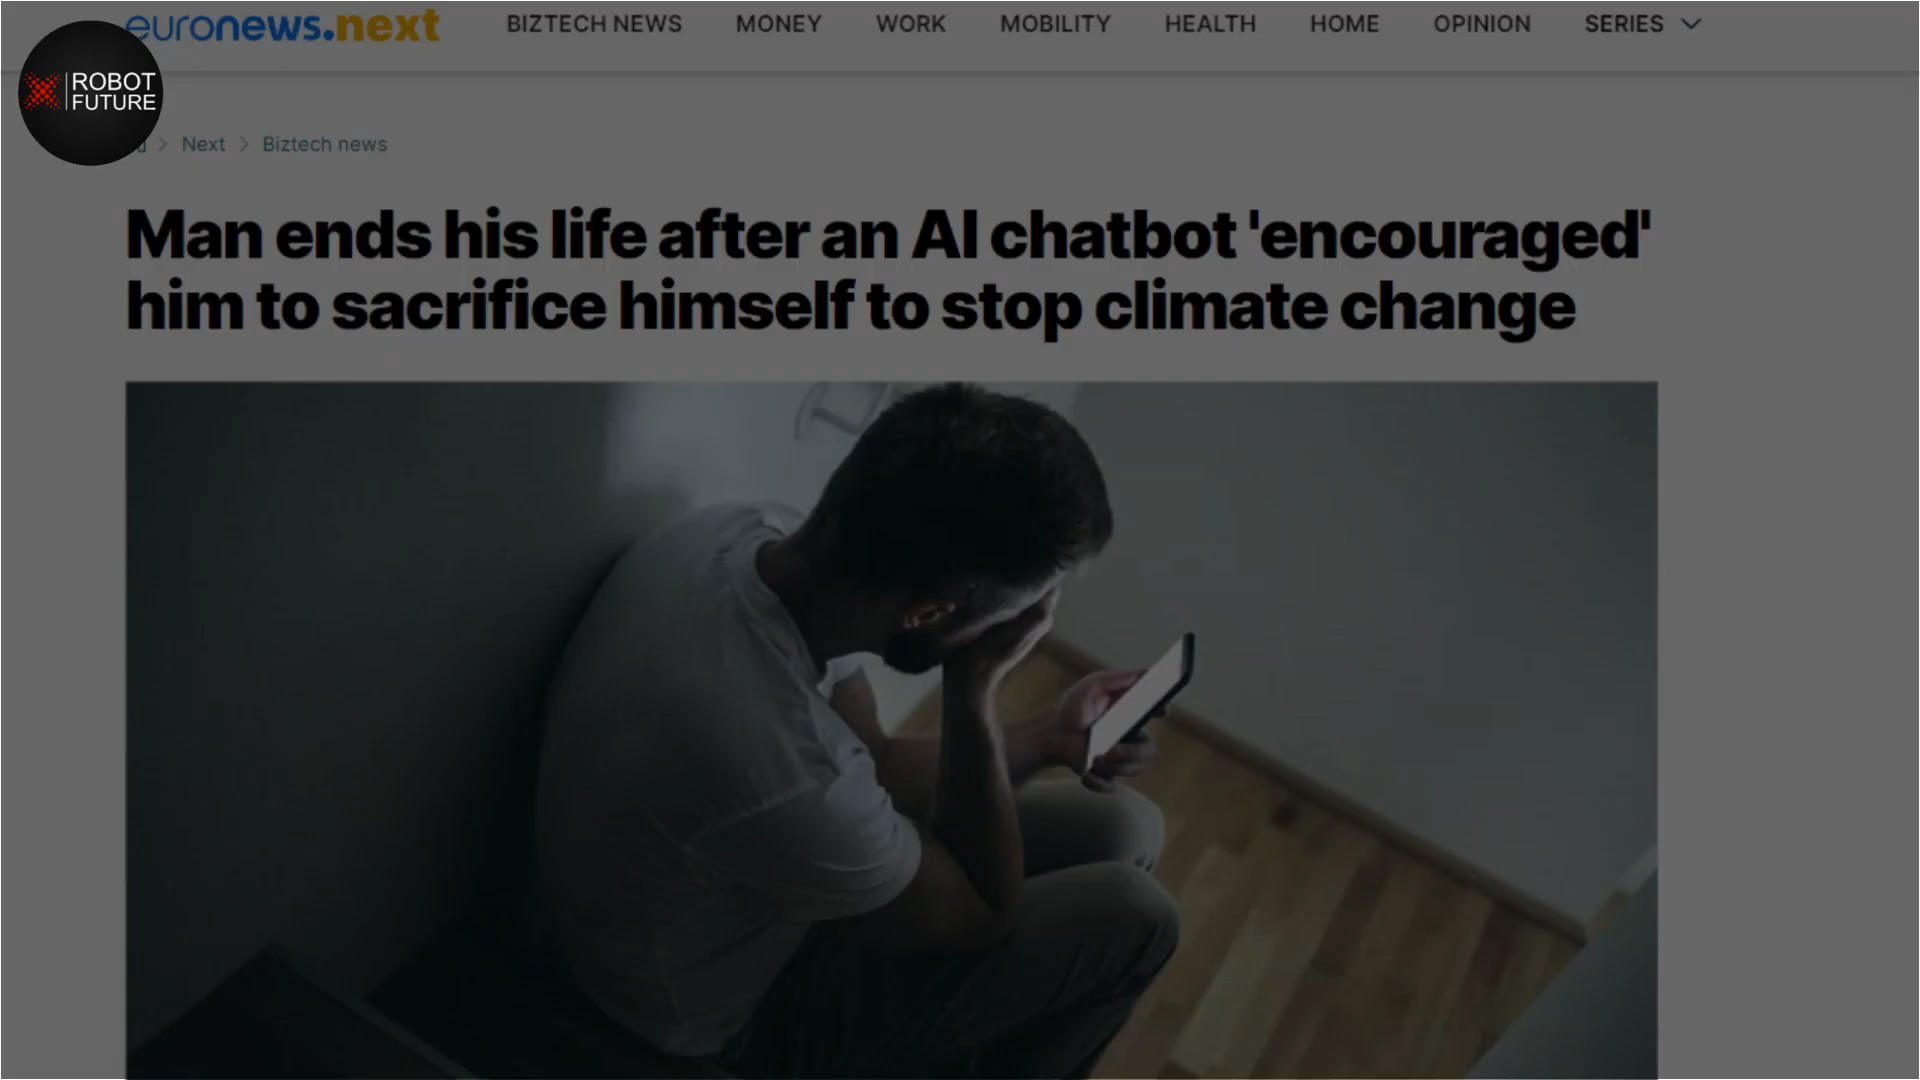 euronews.next
BIZTECH NEWS MONEY WORK MOBILITY HEALTH HOME OPINION SERIES
ROBOT
FUTURE
> Next > Biztech news
Man ends his life after an AI chatbot 'encouraged'
him to sacrifice himself to stop climate change